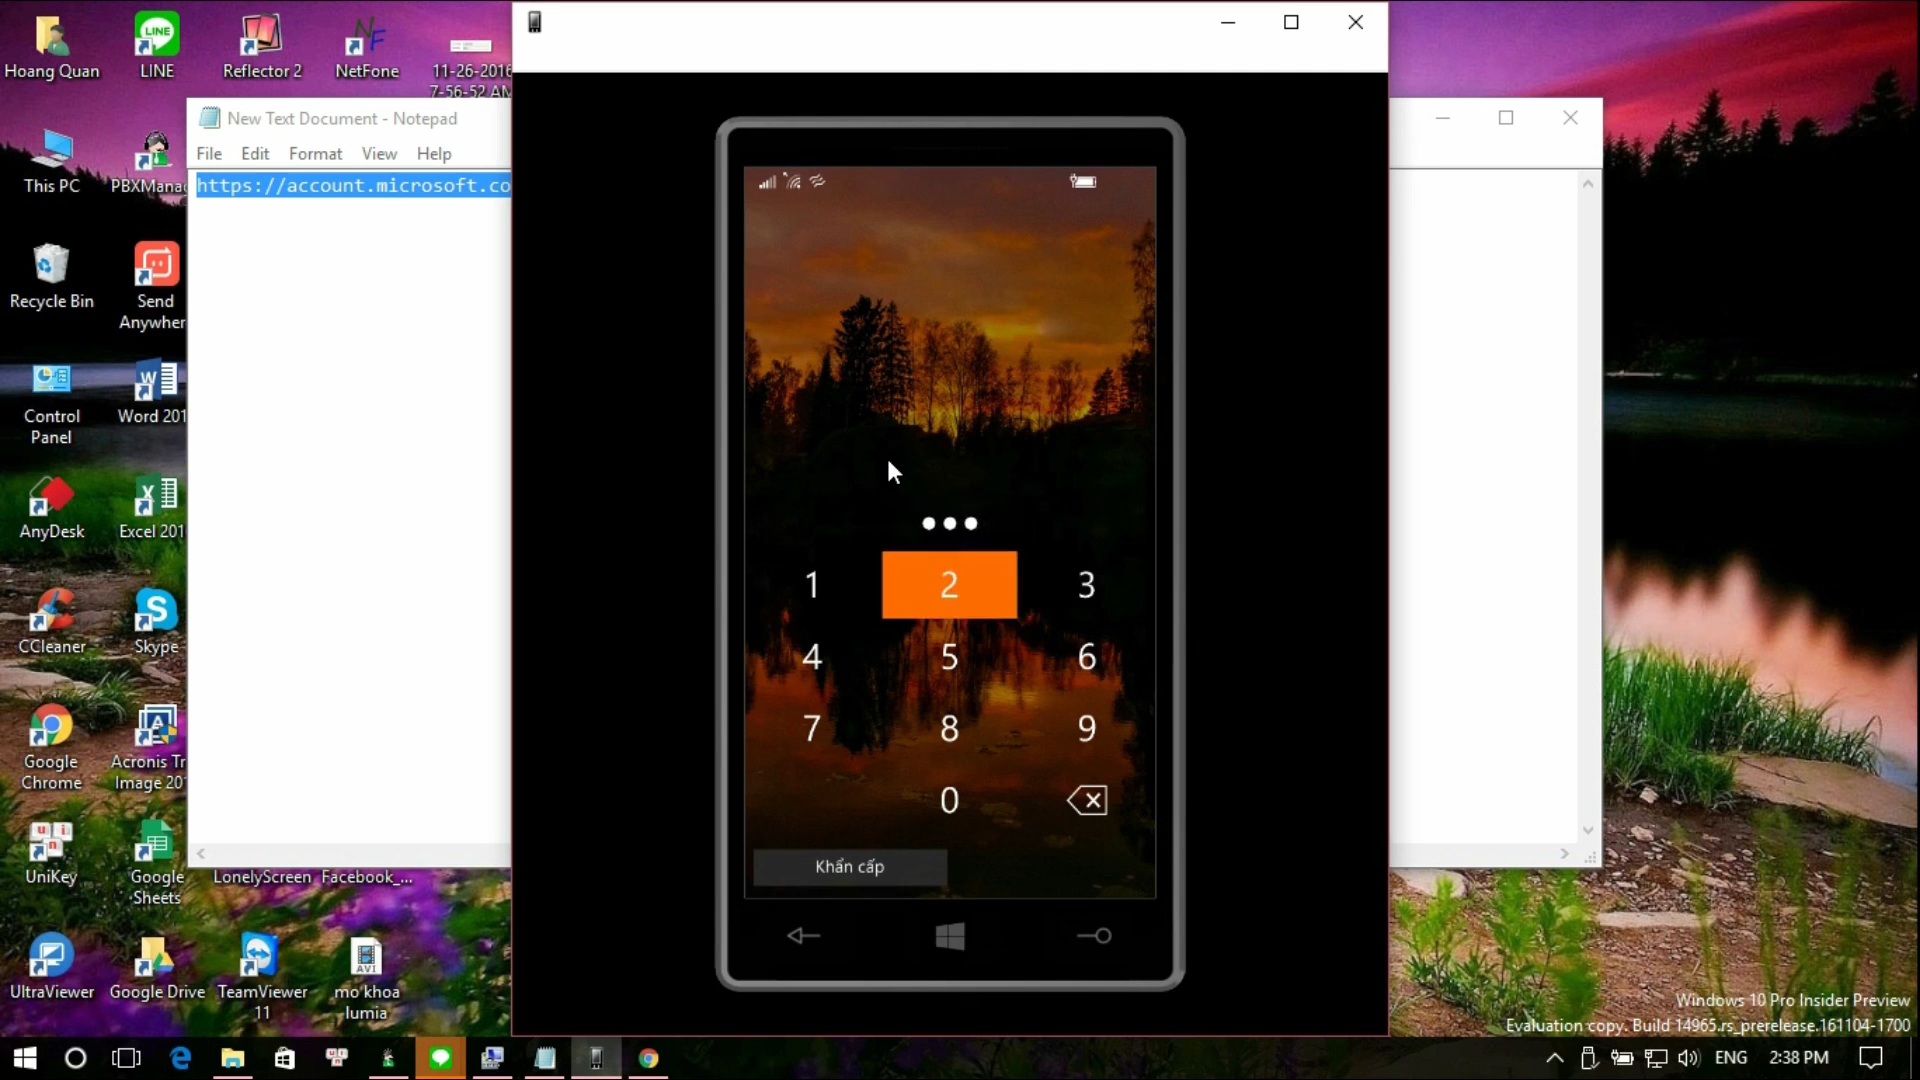 Hoang Quan
LINE
Reflector 2
NetFone
11-26-2016
7-56-52 AM
New Text Document - Notepad
File Edit Format View Help
https://account.microsoft.co
This PC
PBXMana
Recycle Bin
Send
Anywher
Control
Panel
Word 201
AnyDesk
Excel 201
CCleaner
Skype
Google
Chrome
Acronis Tr
Image 20
UniKey
Google
Sheets
LonelyScreen
Facebook_...
UltraViewer
Google Drive
TeamViewer
11
mo khoa
lumia
1 2 3
4 5 6
7 8 9
0
Khẩn cấp
Windows 10 Pro Insider Preview
Evaluation copy. Build 14965.rs_prerelease.161104-1700
ENG
2:38 PM